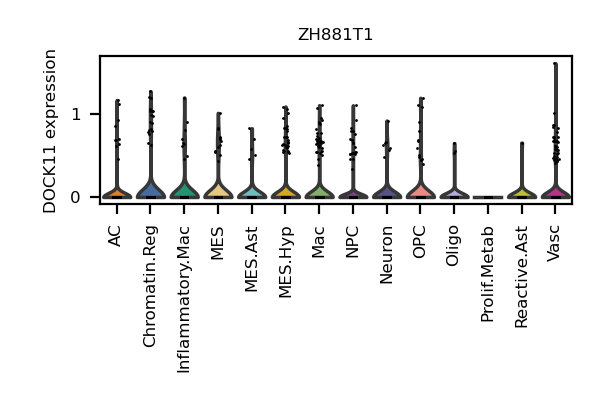 ZH881T1
DOCK11 expression
1
0
AC
Chromatin.Reg
Inflammatory.Mac
MES
MES.Ast
MES.Hyp
Mac
NPC
Neuron
OPC
Oligo
Prolif.Metab
Reactive.Ast
Vasc